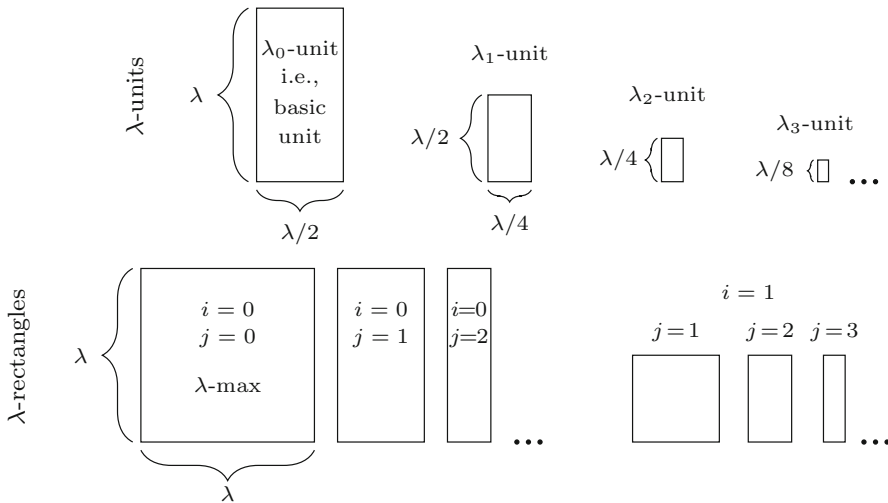 λ-units
λ
λ₀-unit
i.e.,
basic
unit
λ/2
λ₁-unit
λ/2
λ/4
λ₂-unit
λ/4
λ₃-unit
λ/8
...
λ-rectangles
λ
i = 0
j = 0
λ-max
λ
i = 0
j = 1
i=0
j=2
...
i = 1
j=1
j=2
j=3
...